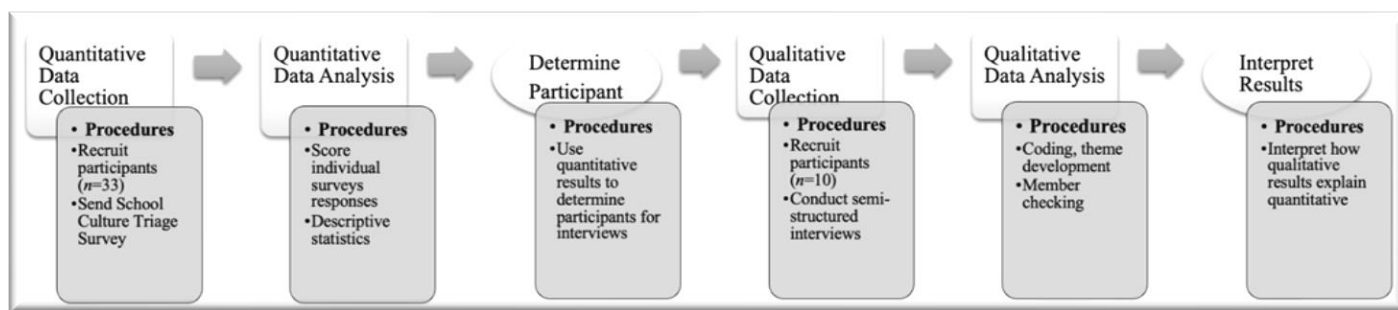 Quantitative
Data
Collection
• Procedures
•Recruit
participants
(n=33)
•Send School
Culture Triage
Survey
Quantitative
Data Analysis
• Procedures
•Score
individual
surveys
responses
•Descriptive
statistics
Determine
Participant
• Procedures
•Use
quantitative
results to
determine
participants for
interviews
Qualitative
Data
Collection
• Procedures
•Recruit
participants
(n=10)
•Conduct semi-
structured
interviews
Qualitative
Data Analysis
• Procedures
•Coding, theme
development
•Member
checking
Interpret
Results
• Procedures
•Interpret how
qualitative
results explain
quantitative